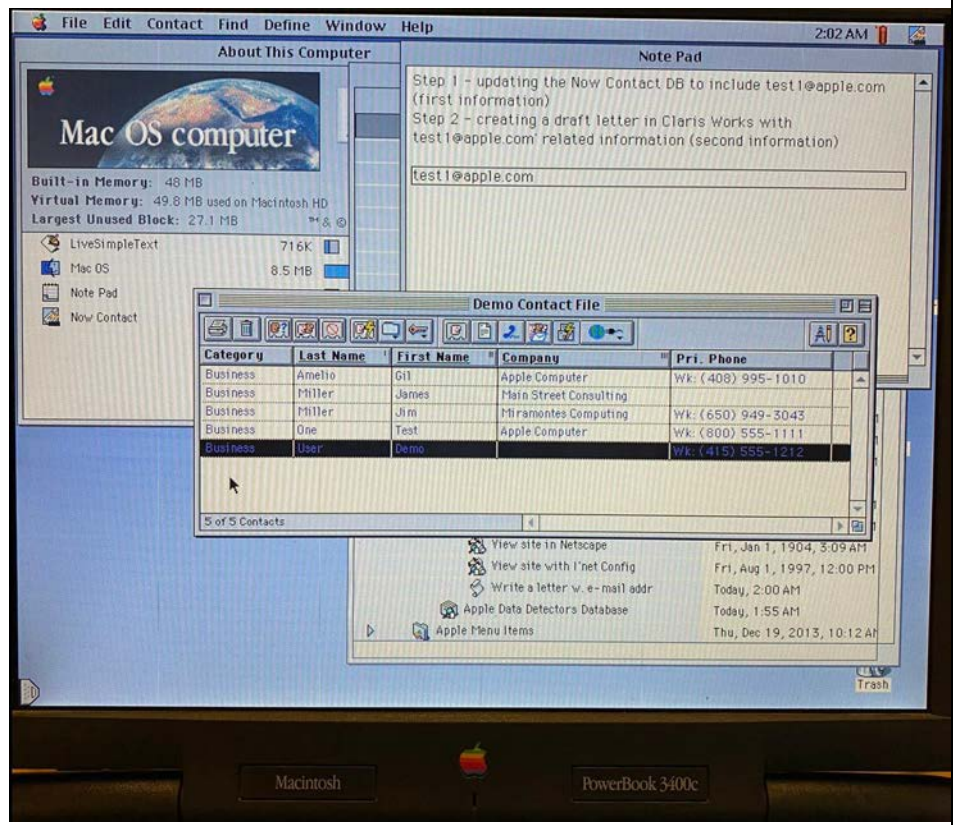 File Edit Contact Find Define Window Help 2:02 AM
About This Computer
Mac OS computer
Built-in Memory: 48 MB
Virtual Memory: 49.8 MB used on Macintosh HD
Largest Unused Block: 27.1 MB ™ & ©
LiveSimpleText 716K
Mac OS 8.5 MB
Note Pad
Now Contact
Note Pad
Step 1 - updating the Now Contact DB to include test1@apple.com
(first information)
Step 2 - creating a draft letter in Claris Works with
test1@apple.com' related information (second information)
test1@apple.com
Demo Contact File
Category Last Name First Name Company Pri. Phone
Business Amelio Gil Apple Computer Wk: (408) 995-1010
Business Miller James Main Street Consulting
Business Miller Jim Miramontes Computing Wk: (650) 949-3043
Business One Test Apple Computer Wk: (800) 555-1111
Business User Demo Wk: (415) 555-1212
5 of 5 Contacts
View site in Netscape Fri, Jan 1, 1904, 3:09 AM
View site with I'net Config Fri, Aug 1, 1997, 12:00 PM
Write a letter w. e-mail addr Today, 2:00 AM
Apple Data Detectors Database Today, 1:55 AM
Apple Menu Items Thu, Dec 19, 2013, 10:12 AM
Trash
Macintosh PowerBook 3400c